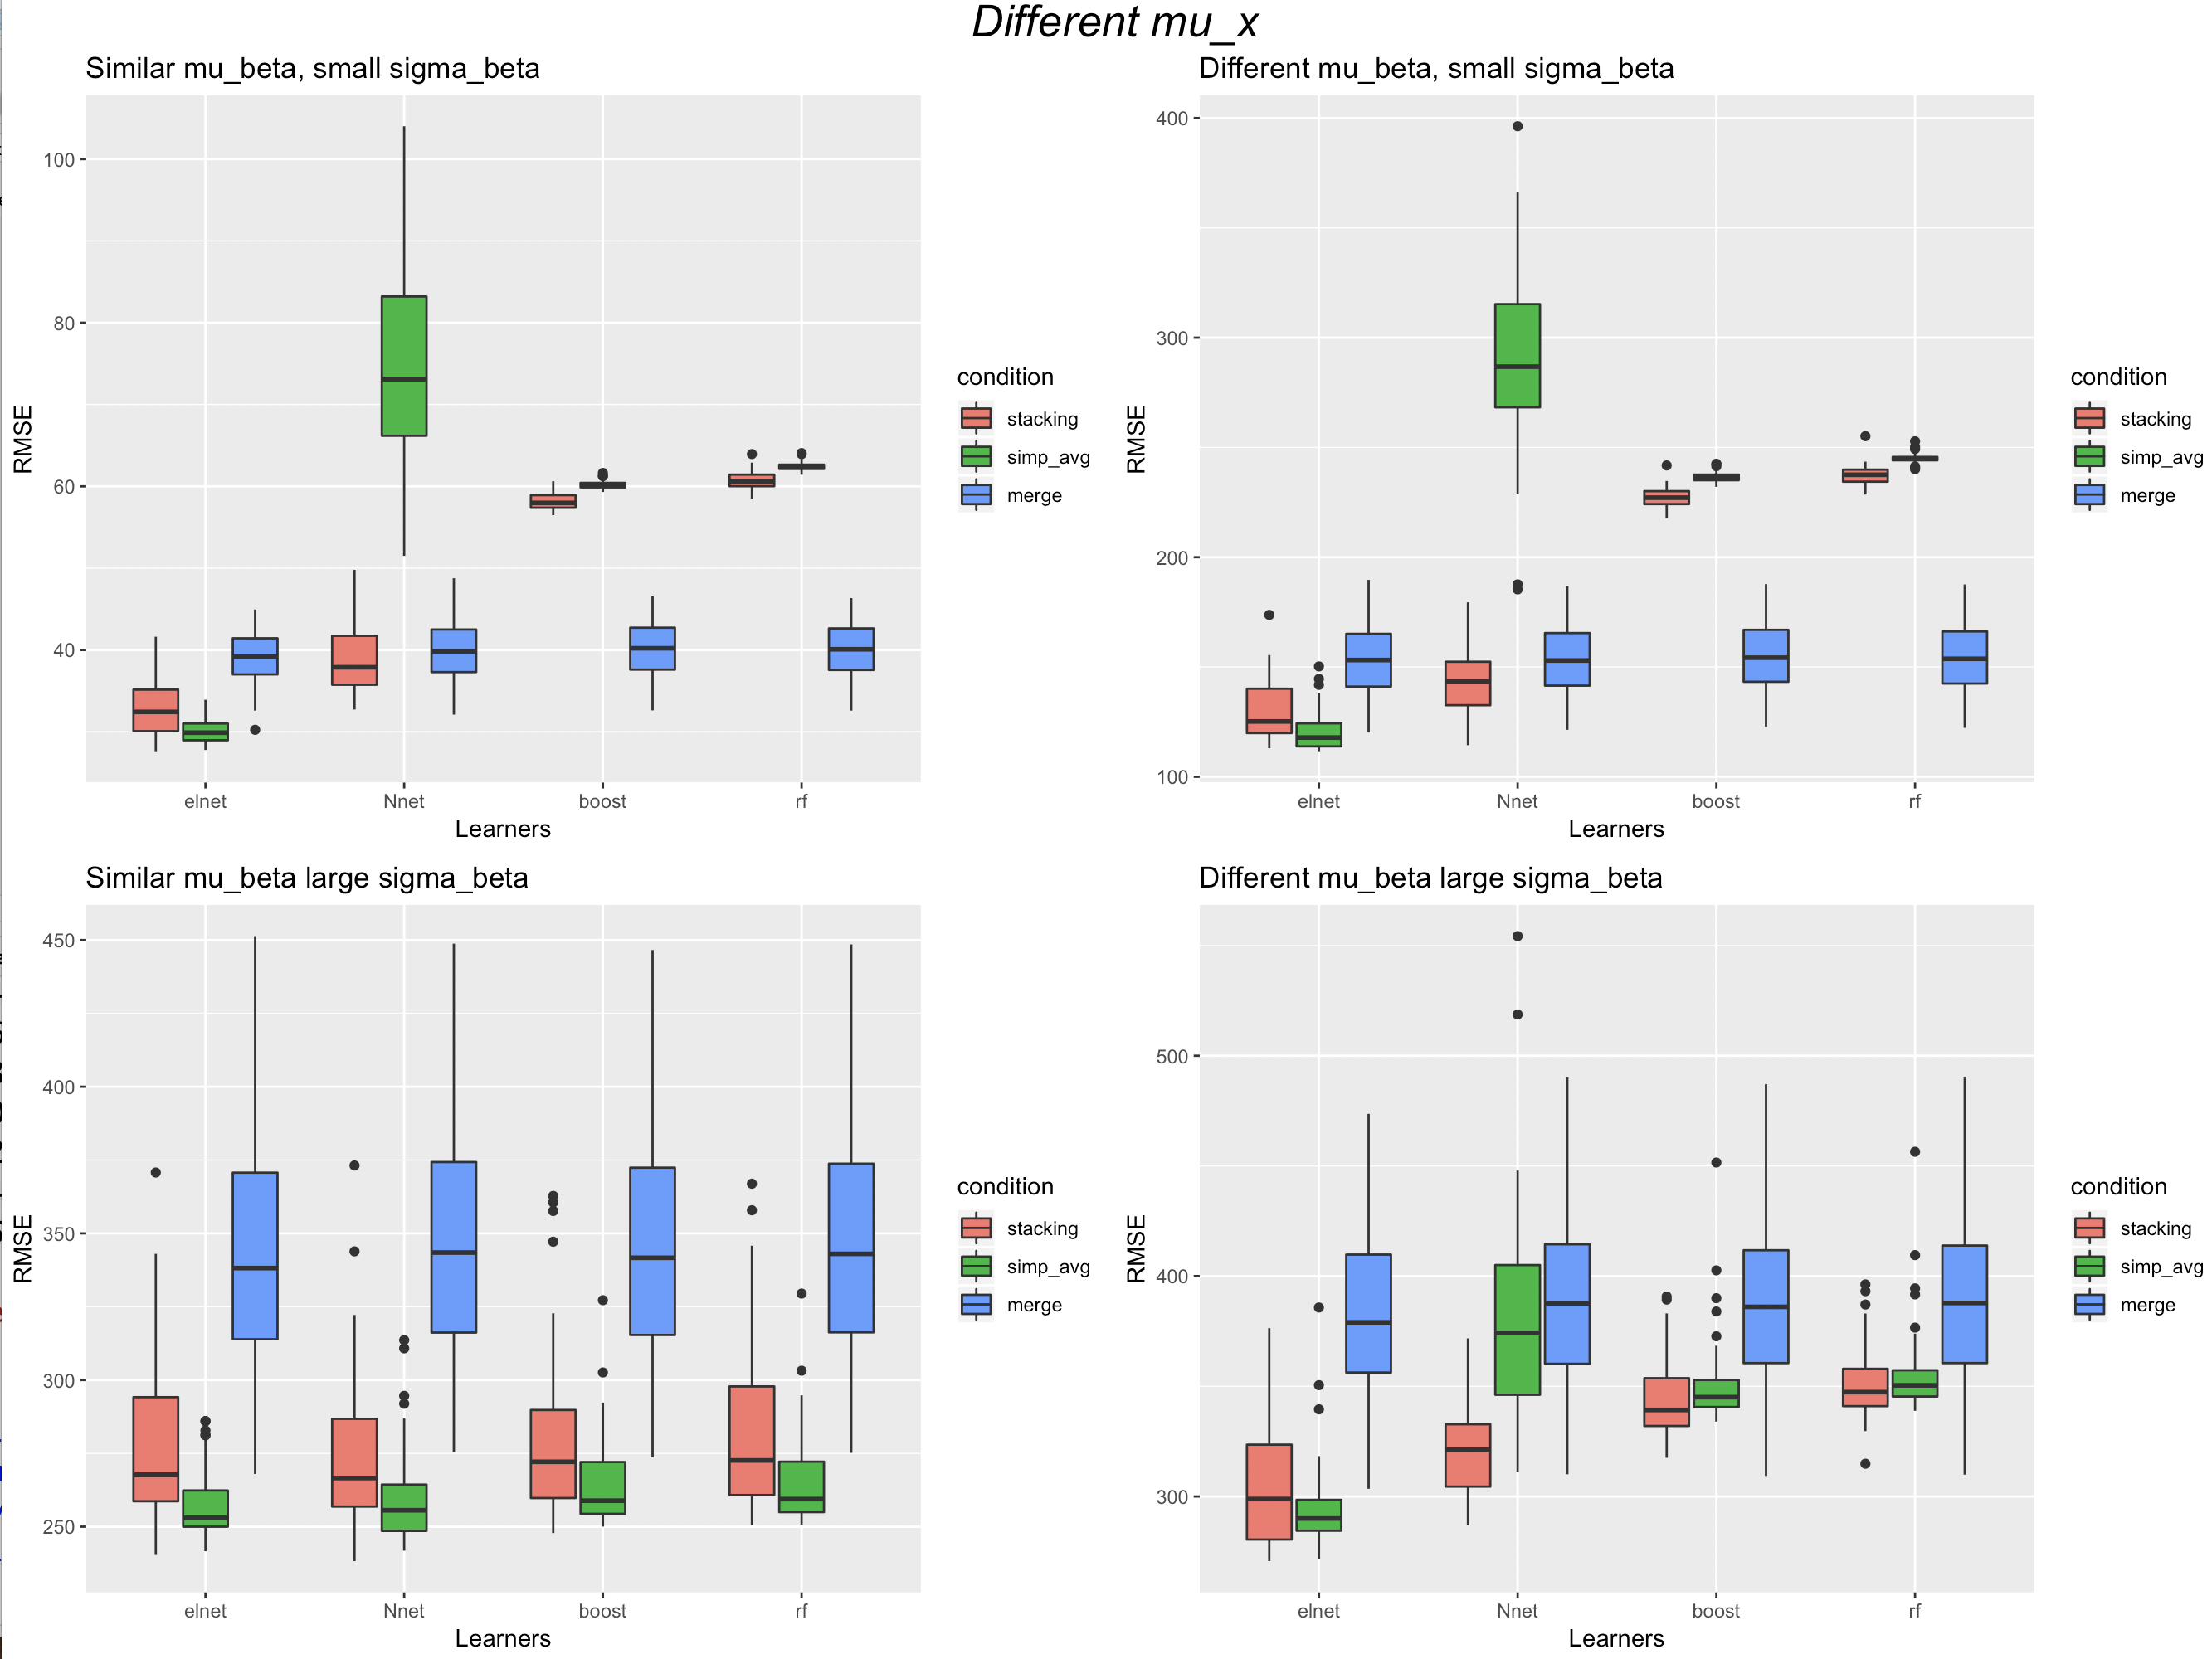 Different mu_x
Similar mu_beta, small sigma_beta
RMSE
100
80
60
40
elnet
Nnet
boost
rf
Learners
condition
stacking
simp_avg
merge
Different mu_beta, small sigma_beta
RMSE
400
300
200
100
elnet
Nnet
boost
rf
Learners
condition
stacking
simp_avg
merge
Similar mu_beta large sigma_beta
RMSE
450
400
350
300
250
elnet
Nnet
boost
rf
Learners
condition
stacking
simp_avg
merge
Different mu_beta large sigma_beta
RMSE
500
400
300
elnet
Nnet
boost
rf
Learners
condition
stacking
simp_avg
merge